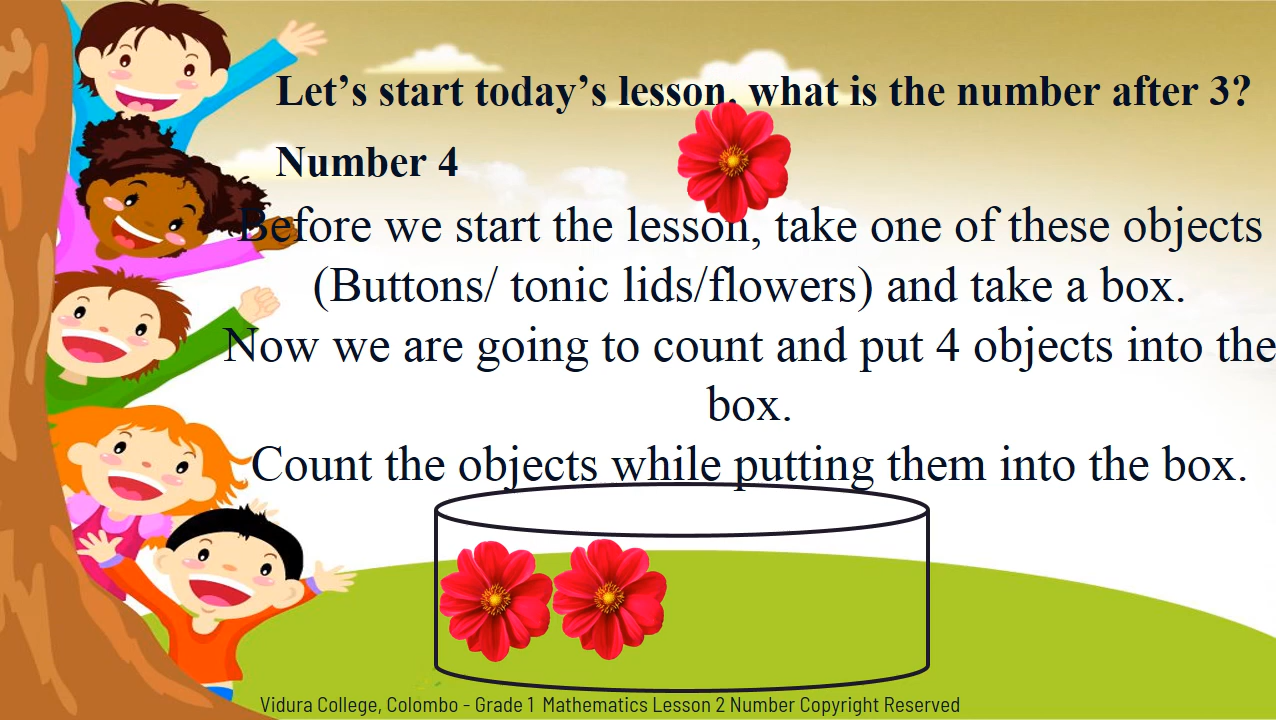 Let’s start today’s lesson, what is the number after 3?
Number 4
Before we start the lesson, take one of these objects
(Buttons/ tonic lids/flowers) and take a box.
Now we are going to count and put 4 objects into the
box.
Count the objects while putting them into the box.
Vidura College, Colombo - Grade 1 Mathematics Lesson 2 Number Copyright Reserved